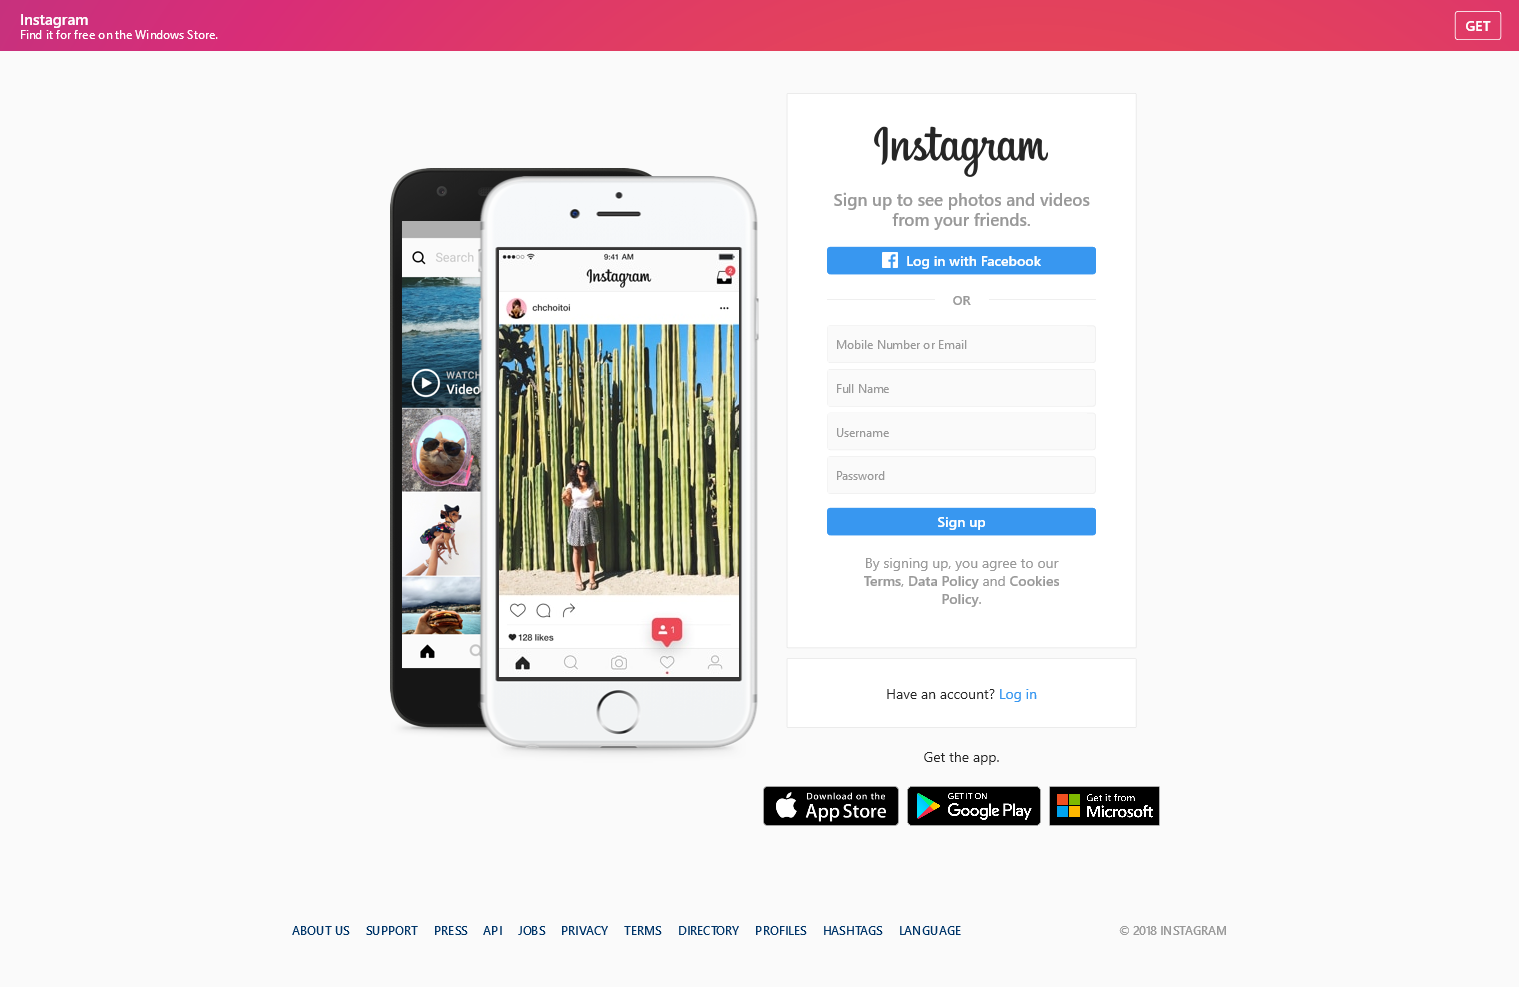 Instagram
Find it for free on the Windows Store.
GET
Search
WATCH
Video
9:41 AM
Instagram
2
chchoitoi
1
128 likes
Instagram
Sign up to see photos and videos
from your friends.
Log in with Facebook
OR
Mobile Number or Email
Full Name
Username
Password
Sign up
By signing up, you agree to our
Terms, Data Policy and Cookies
Policy.
Have an account? Log in
Get the app.
Download on the
App Store
GET IT ON
Google Play
Get it from
Microsoft
ABOUT US SUPPORT PRESS API JOBS PRIVACY TERMS DIRECTORY PROFILES HASHTAGS LANGUAGE
© 2018 INSTAGRAM